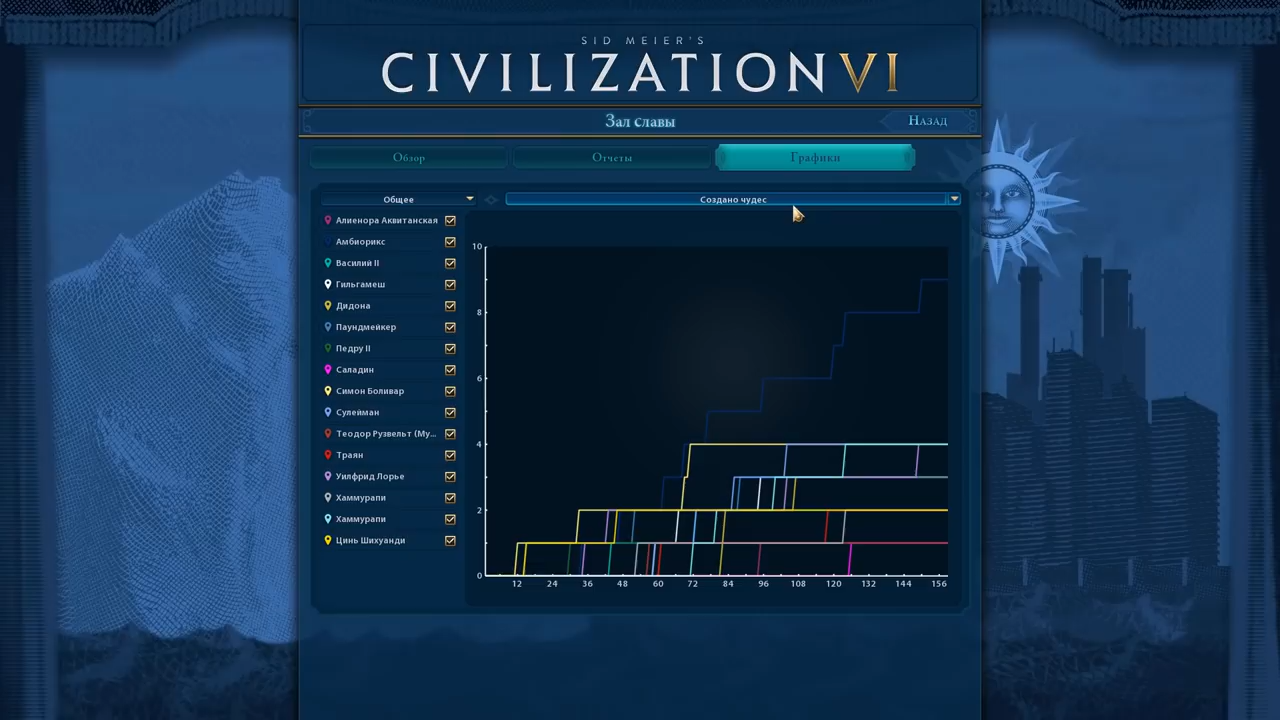 SID MEIER'S
CIVILIZATION VI
Зал славы
НАЗАД
Обзор
Отчеты
Графики
Общее
Создано чудес
Алиенора Аквитанская
Амбиорикс
Василий II
Гильгамеш
Дидона
Паундмейкер
Педру II
Саладин
Симон Боливар
Сулейман
Теодор Рузвельт (Му...
Траян
Уилфрид Лорье
Хаммурапи
Хаммурапи
Цинь Шихуанди
10
8
6
4
2
0
12 24 36 48 60 72 84 96 108 120 132 144 156